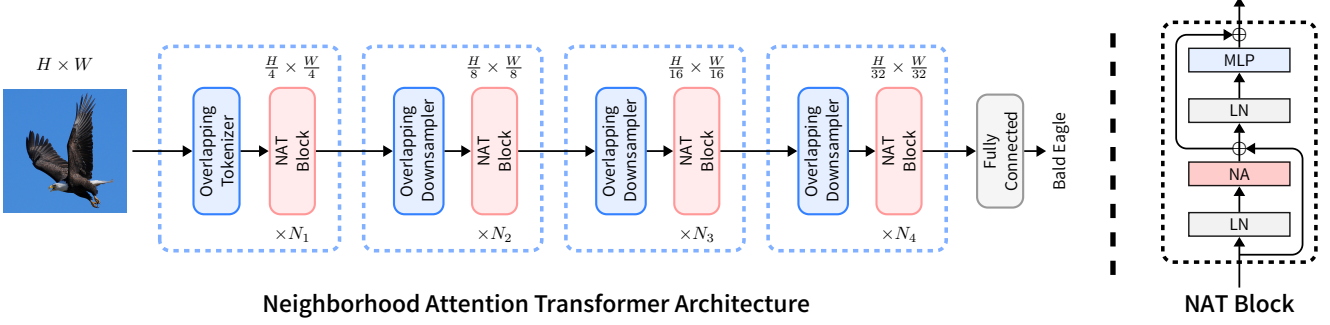 H × W
H/4 × W/4
Overlapping
Tokenizer
NAT
Block
×N₁
H/8 × W/8
Overlapping
Downsampler
NAT
Block
×N₂
H/16 × W/16
Overlapping
Downsampler
NAT
Block
×N₃
H/32 × W/32
Overlapping
Downsampler
NAT
Block
×N₄
Fully
Connected
Bald Eagle
Neighborhood Attention Transformer Architecture
MLP
LN
NA
LN
NAT Block